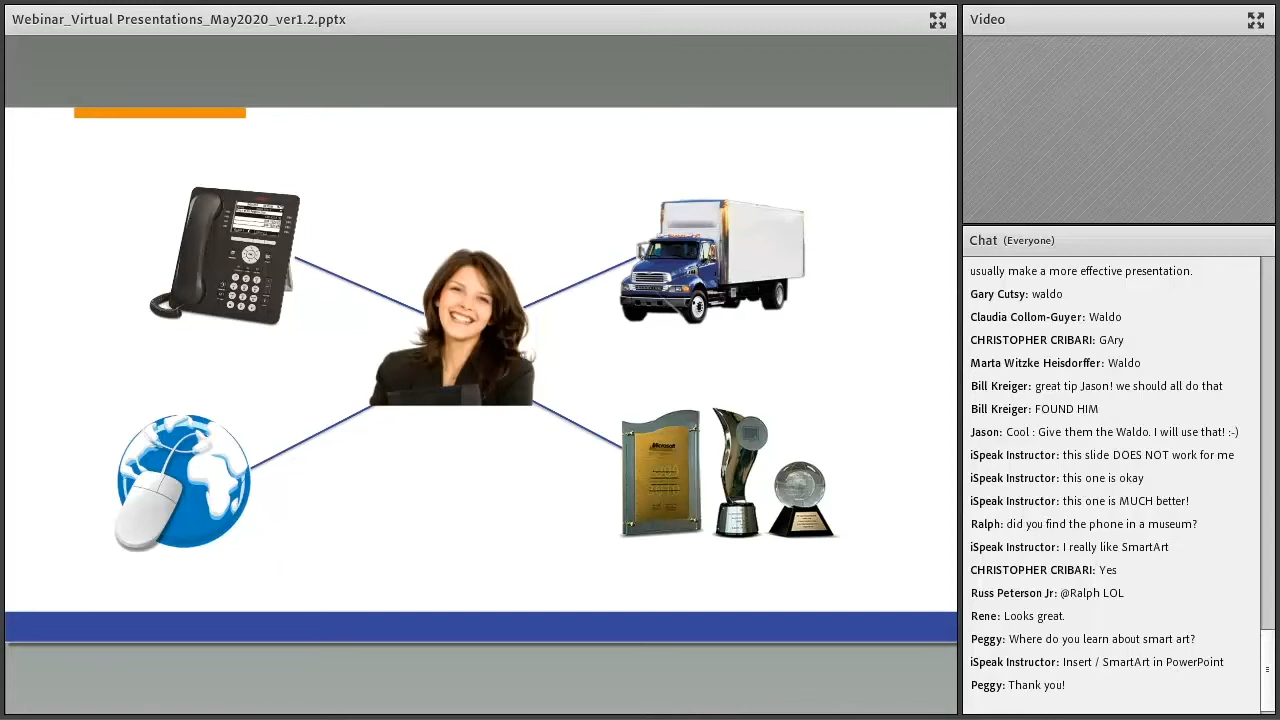 Webinar_Virtual Presentations_May2020_ver1.2.pptx
Microsoft
Video
Chat (Everyone)
usually make a more effective presentation.
Gary Cutsy: waldo
Claudia Collom-Guyer: Waldo
CHRISTOPHER CRIBARI: GAry
Marta Witzke Heisdorffer: Waldo
Bill Kreiger: great tip Jason! we should all do that
Bill Kreiger: FOUND HIM
Jason: Cool : Give them the Waldo. I will use that! :-)
iSpeak Instructor: this slide DOES NOT work for me
iSpeak Instructor: this one is okay
iSpeak Instructor: this one is MUCH better!
Ralph: did you find the phone in a museum?
iSpeak Instructor: I really like SmartArt
CHRISTOPHER CRIBARI: Yes
Russ Peterson Jr: @Ralph LOL
Rene: Looks great.
Peggy: Where do you learn about smart art?
iSpeak Instructor: Insert / SmartArt in PowerPoint
Peggy: Thank you!